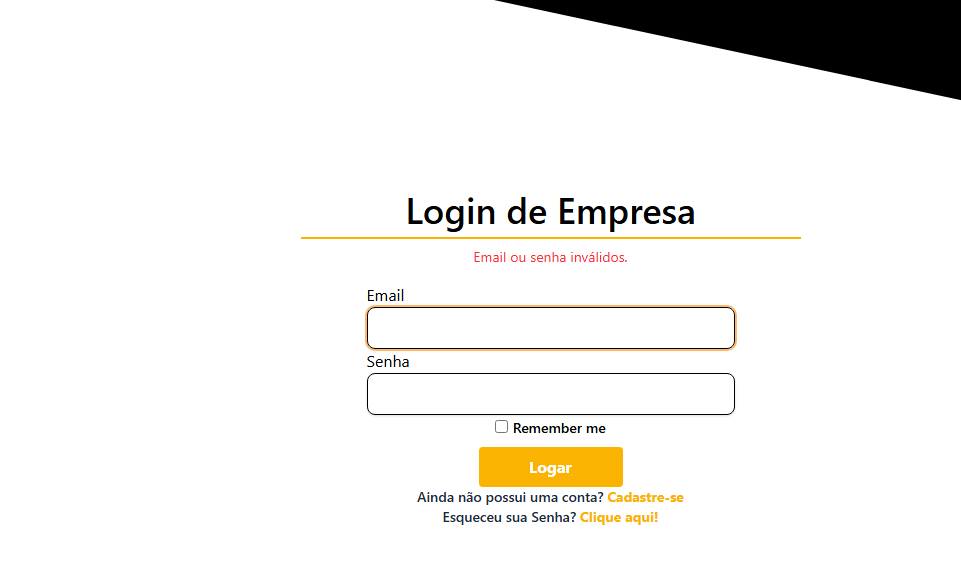 Login de Empresa
Email ou senha inválidos.
Email
Senha
Remember me
Logar
Ainda não possui uma conta? Cadastre-se
Esqueceu sua Senha? Clique aqui!